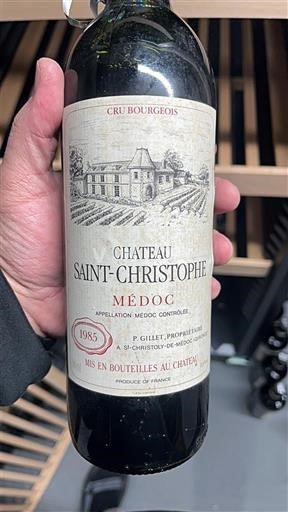 CRU BOURGEOIS
CHATEAU
SAINT-CHRISTOPHE
MÉDOC
APPELLATION MÉDOC CONTRÔLÉE
1985
P. GILLET, PROPRIÉTAIRE
A ST-CHRISTOLY-DE-MÉDOC
MIS EN BOUTEILLES AU CHATEAU
PRODUCE OF FRANCE